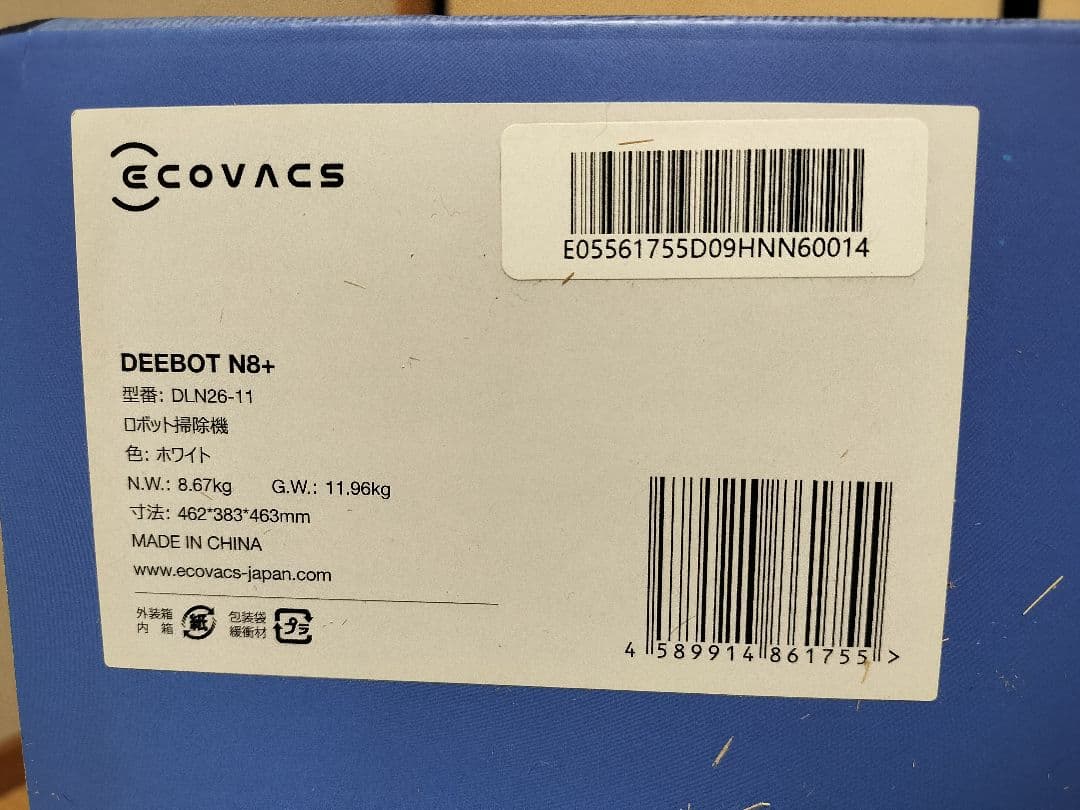 ECOVACS
E05561755D09HNN60014
DEEBOT N8+
型番: DLN26-11
ロボット掃除機
色: ホワイト
N.W.: 8.67kg G.W.: 11.96kg
寸法: 462*383*463mm
MADE IN CHINA
www.ecovacs-japan.com
外装箱
内 箱
紙
包装袋
緩衝材
プラ
4 589914 861755 >